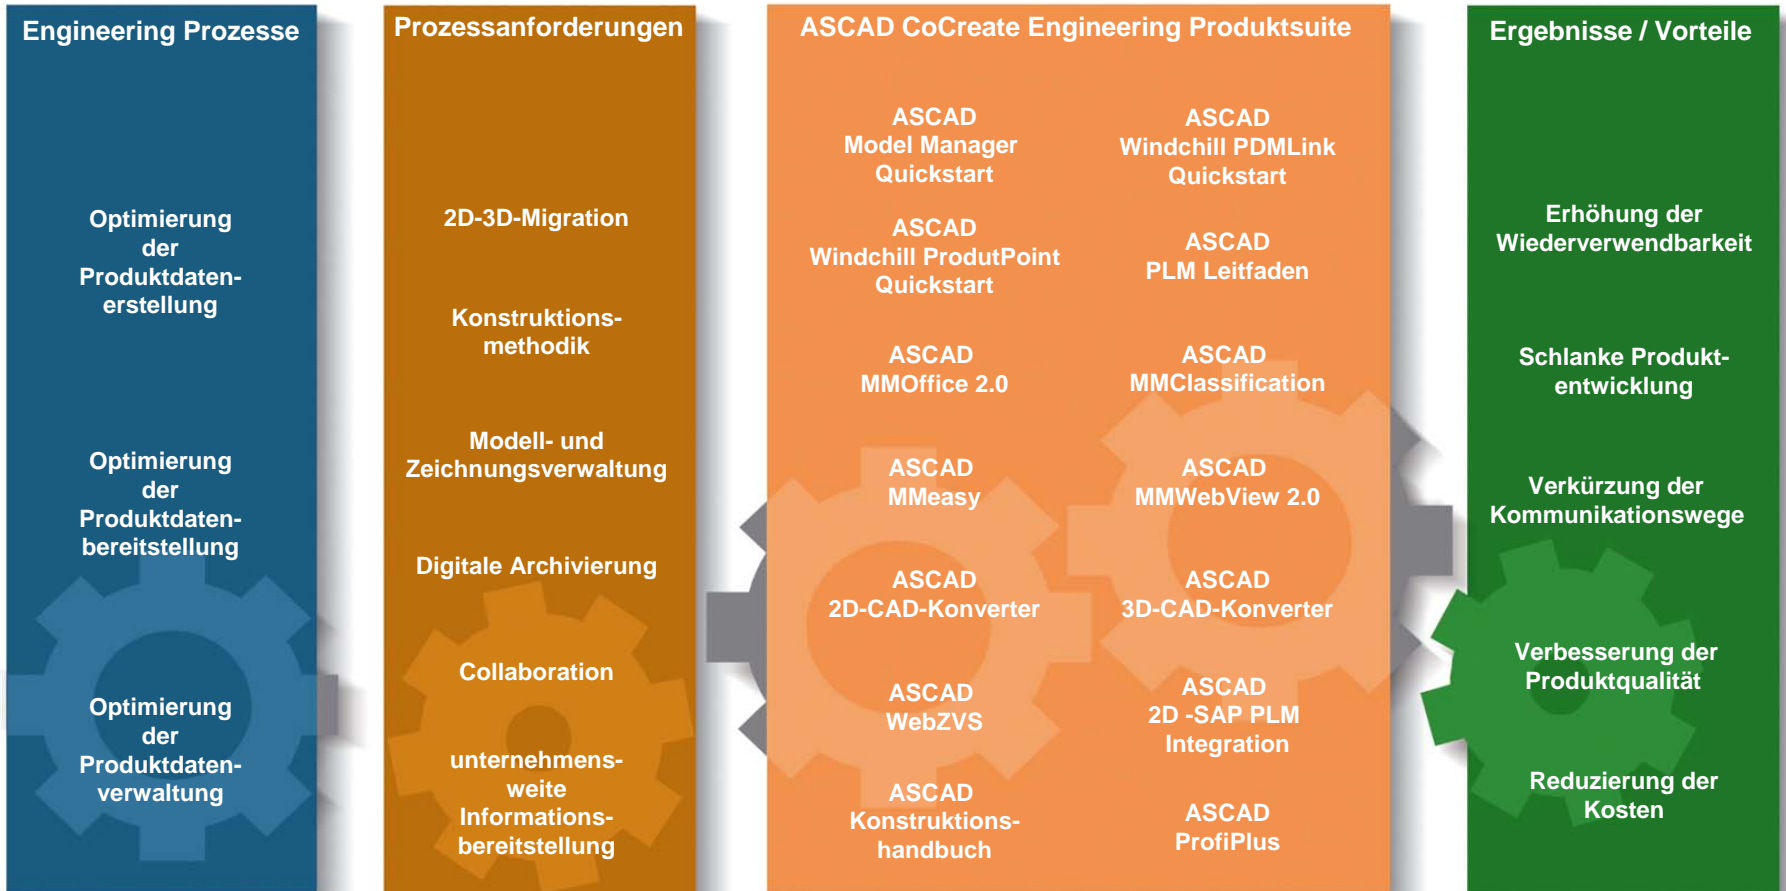 Engineering Prozesse
Optimierung
der
Produktdaten-
erstellung
Optimierung
der
Produktdaten-
bereitstellung
Optimierung
der
Produktdaten-
verwaltung
Prozessanforderungen
2D-3D-Migration
Konstruktions-
methodik
Modell- und
Zeichnungsverwaltung
Digitale Archivierung
Collaboration
unternehmens-
weite
Informations-
bereitstellung
ASCAD CoCreate Engineering Produktsuite
ASCAD
Model Manager
Quickstart
ASCAD
Windchill PDMLink
Quickstart
ASCAD
Windchill ProdutPoint
Quickstart
ASCAD
PLM Leitfaden
ASCAD
MMOffice 2.0
ASCAD
MMClassification
ASCAD
MMeasy
ASCAD
MMWebView 2.0
ASCAD
2D-CAD-Konverter
ASCAD
3D-CAD-Konverter
ASCAD
WebZVS
ASCAD
2D -SAP PLM
Integration
ASCAD
Konstruktions-
handbuch
ASCAD
ProfiPlus
Ergebnisse / Vorteile
Erhöhung der
Wiederverwendbarkeit
Schlanke Produkt-
entwicklung
Verkürzung der
Kommunikationswege
Verbesserung der
Produktqualität
Reduzierung der
Kosten